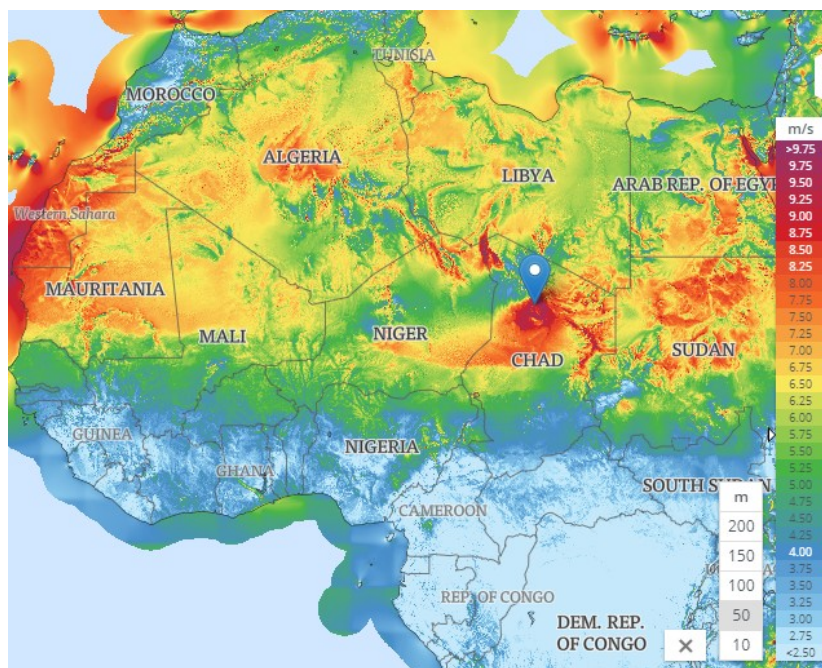 TUNISIA
MOROCCO
ALGERIA
LIBYA
ARAB REP. OF EGY
Western Sahara
MAURITANIA
MALI
NIGER
CHAD
SUDAN
GUINEA
GHANA
NIGERIA
CAMEROON
SOUTH SUDAN
REP. OF CONGO
DEM. REP.
OF CONGO
m/s
>9.75
9.75
9.50
9.25
9.00
8.75
8.50
8.25
8.00
7.75
7.50
7.25
7.00
6.75
6.50
6.25
6.00
5.75
5.50
5.25
5.00
4.75
4.50
4.25
4.00
3.75
3.50
3.25
3.00
2.75
<2.50
m
200
150
100
50
10